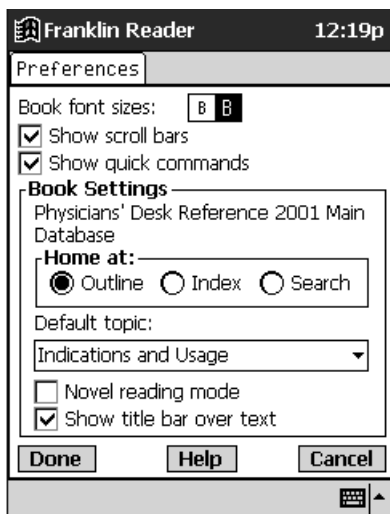 Franklin Reader 12:19p
Preferences
Book font sizes: B B
Show scroll bars
Show quick commands
Book Settings
Physicians' Desk Reference 2001 Main
Database
Home at:
Outline Index Search
Default topic:
Indications and Usage
Novel reading mode
Show title bar over text
Done Help Cancel